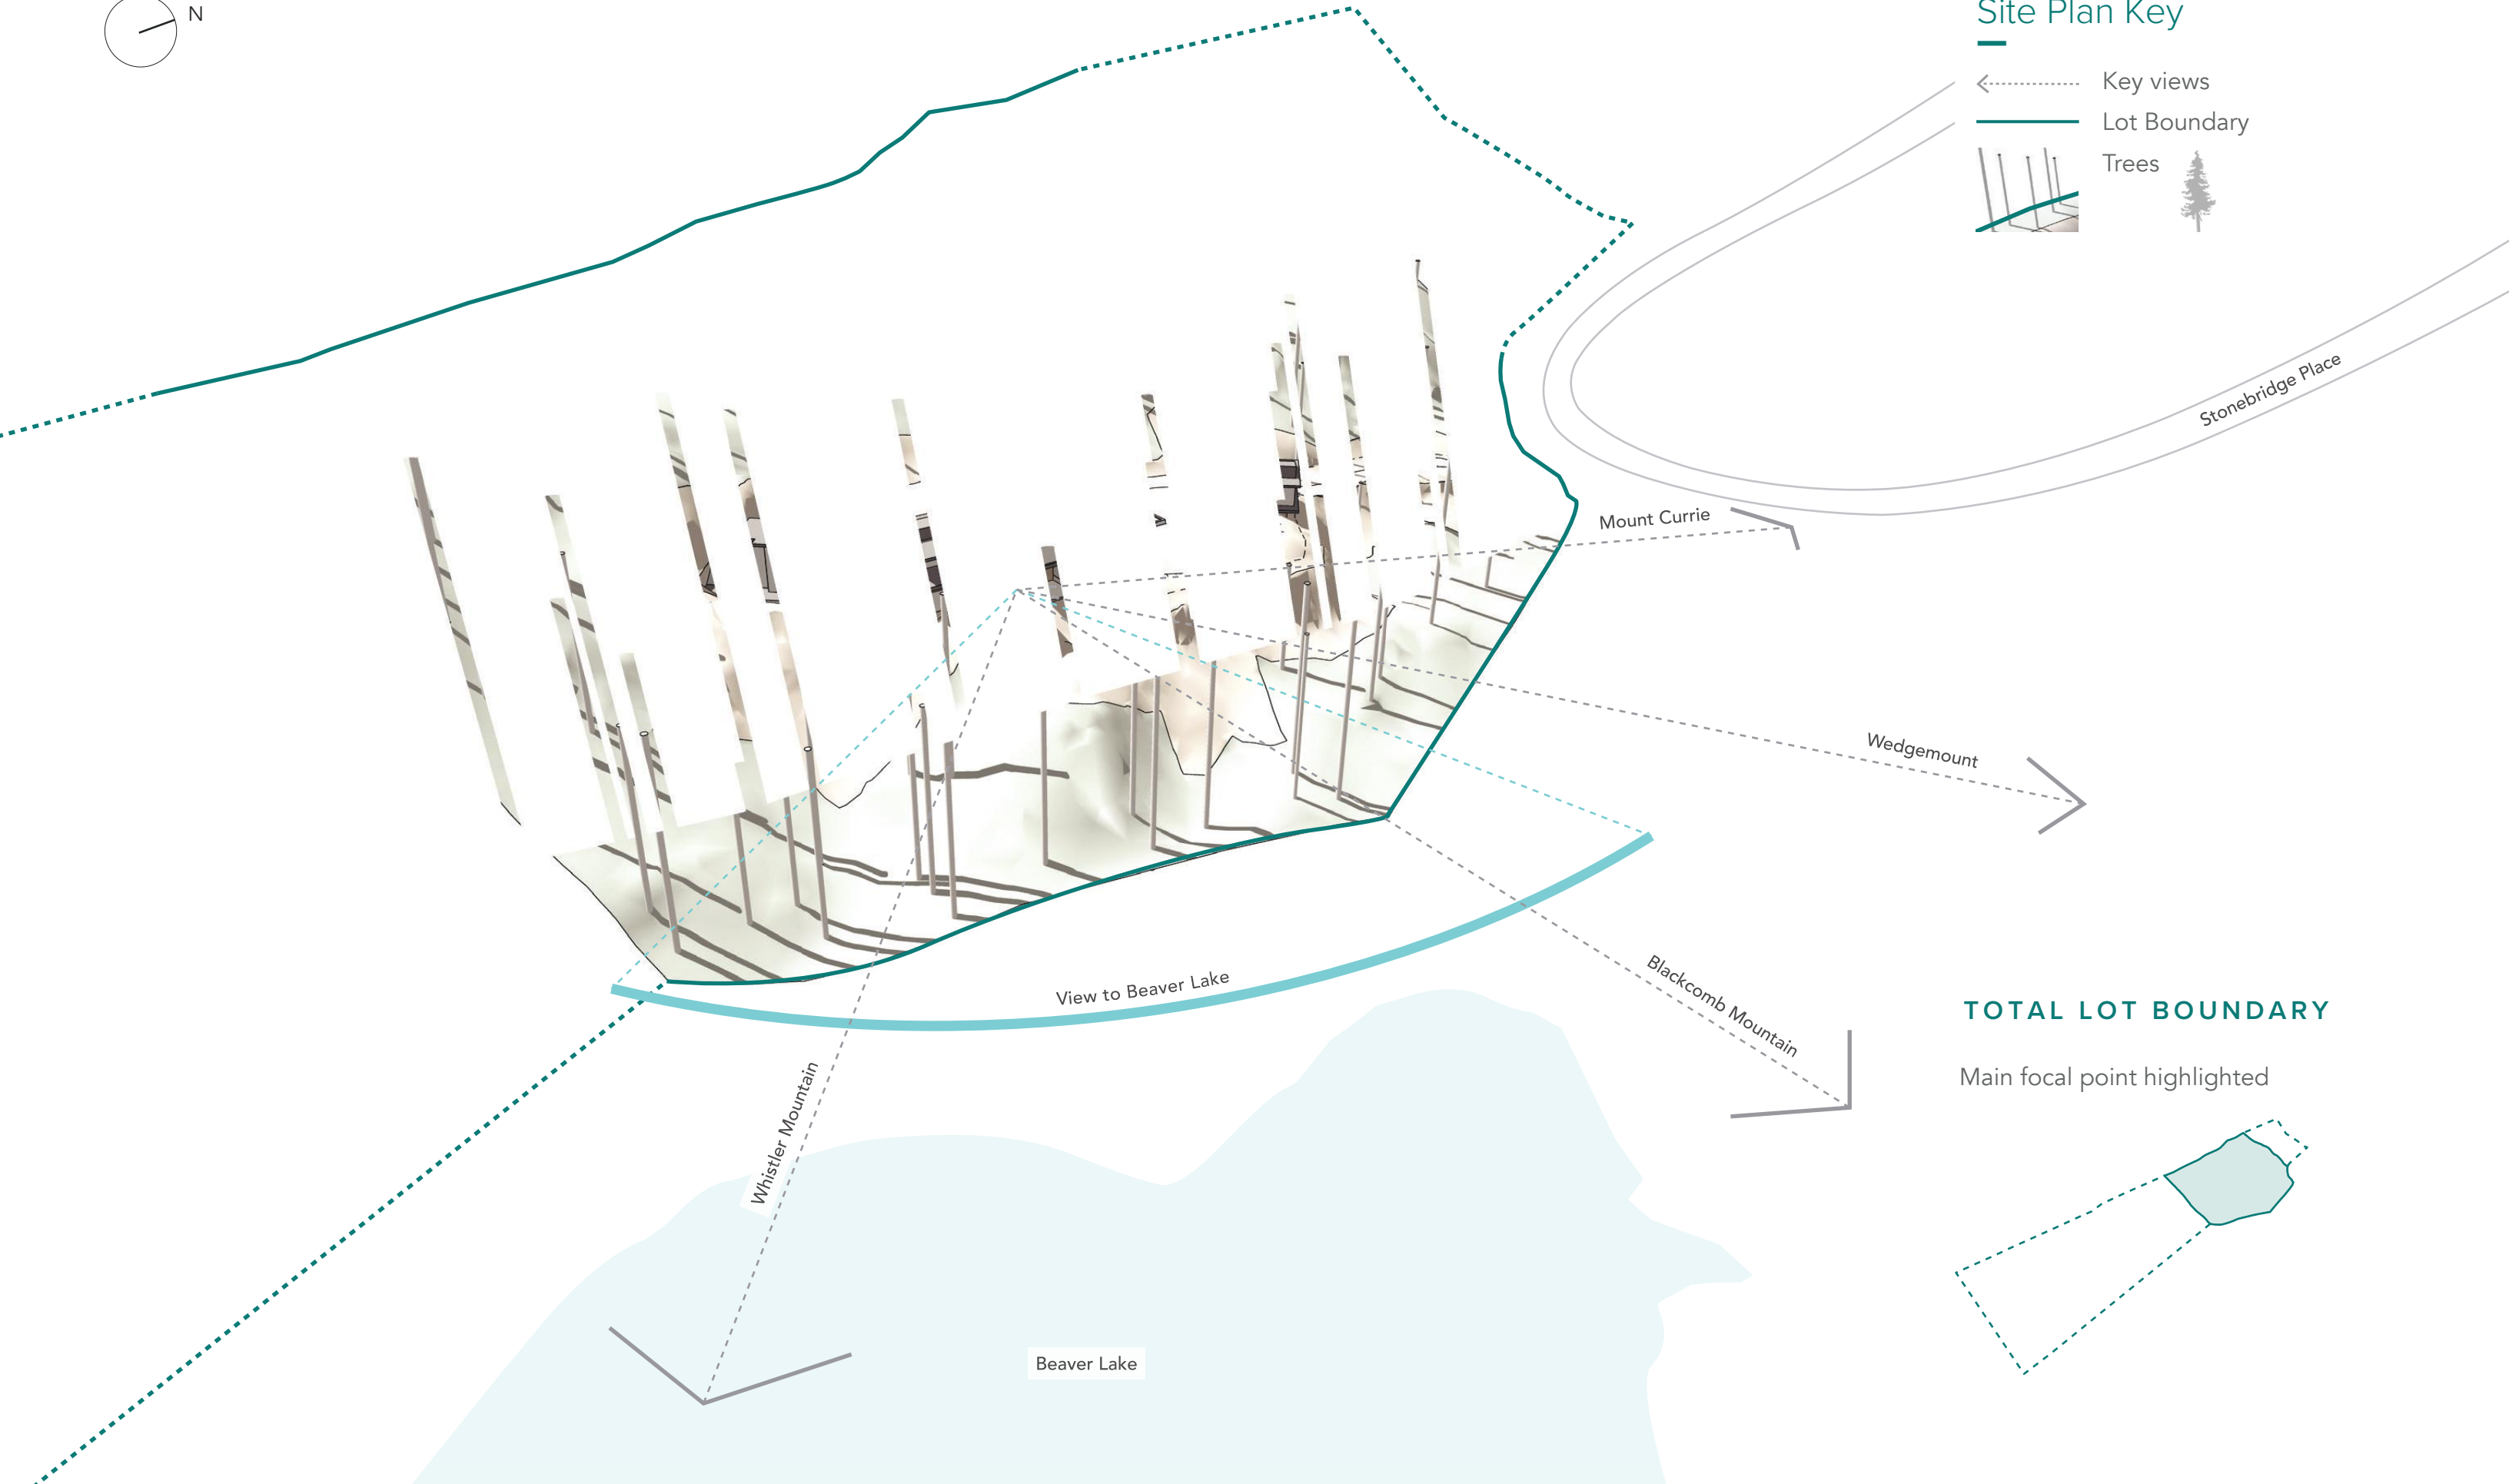 N
Site Plan Key
Key views
Lot Boundary
Trees
Stonebridge Place
Mount Currie
Wedgemount
Blackcomb Mountain
View to Beaver Lake
Whistler Mountain
Beaver Lake
TOTAL LOT BOUNDARY
Main focal point highlighted